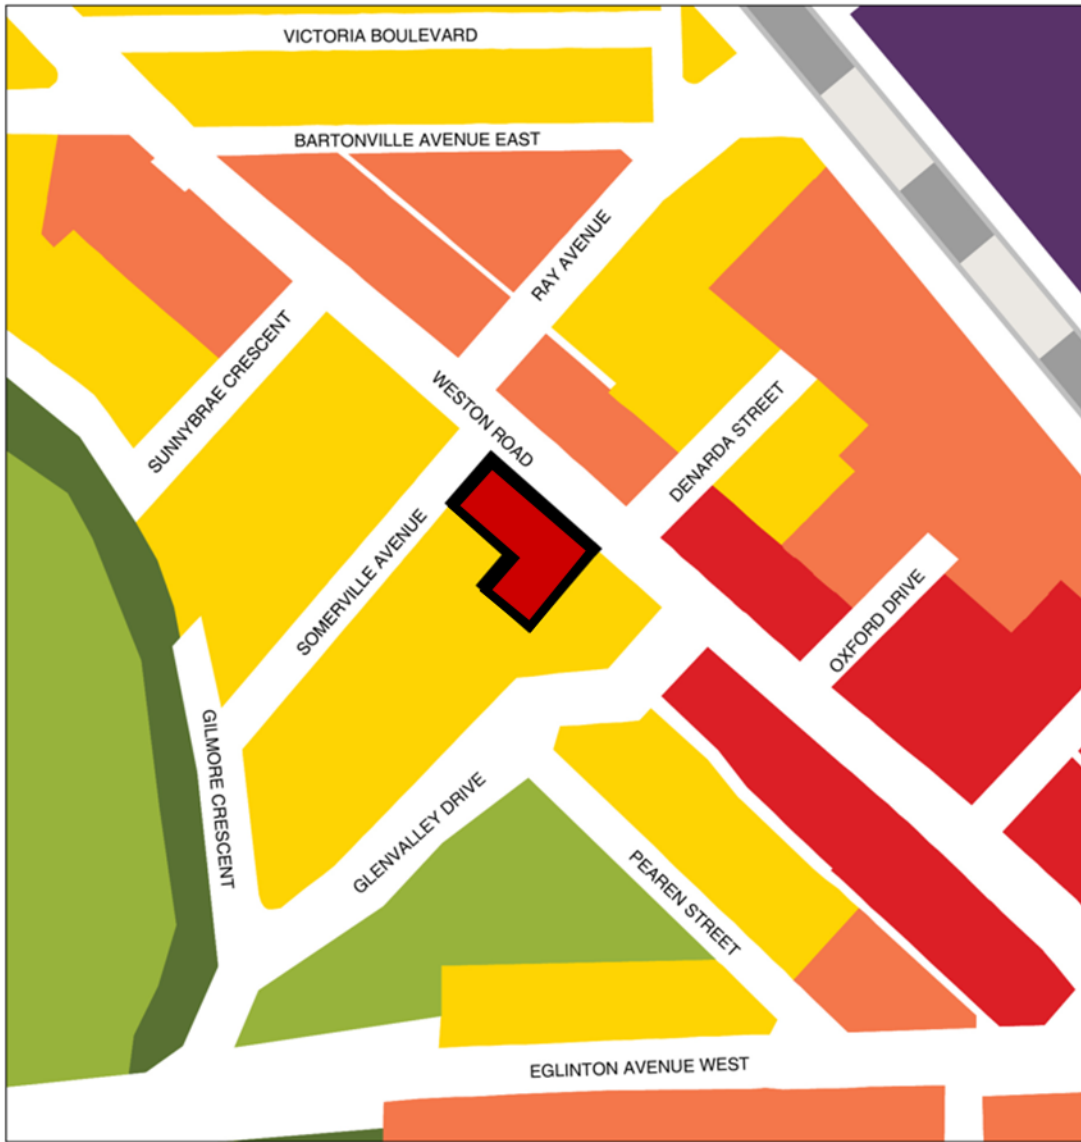 VICTORIA BOULEVARD
BARTONVILLE AVENUE EAST
RAY AVENUE
SUNNYBRAE CRESCENT
WESTON ROAD
DENARDA STREET
SOMERVILLE AVENUE
OXFORD DRIVE
GILMORE CRESCENT
GLENVALLEY DRIVE
PEAREN STREET
EGLINTON AVENUE WEST